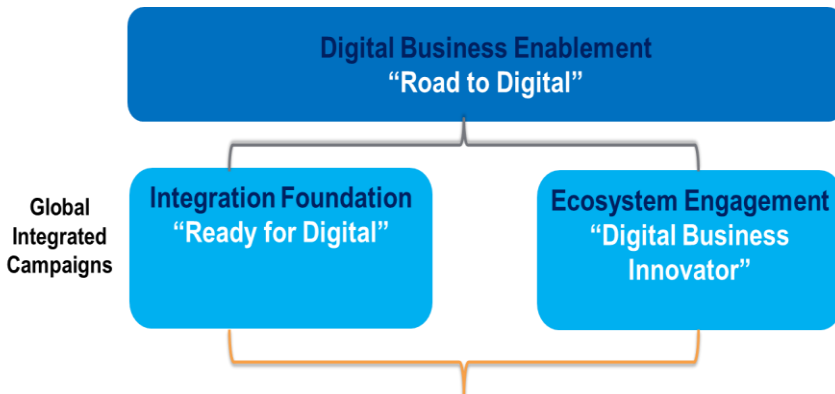 Digital Business Enablement
“Road to Digital”
Global
Integrated
Campaigns
Integration Foundation
“Ready for Digital”
Ecosystem Engagement
“Digital Business
Innovator”